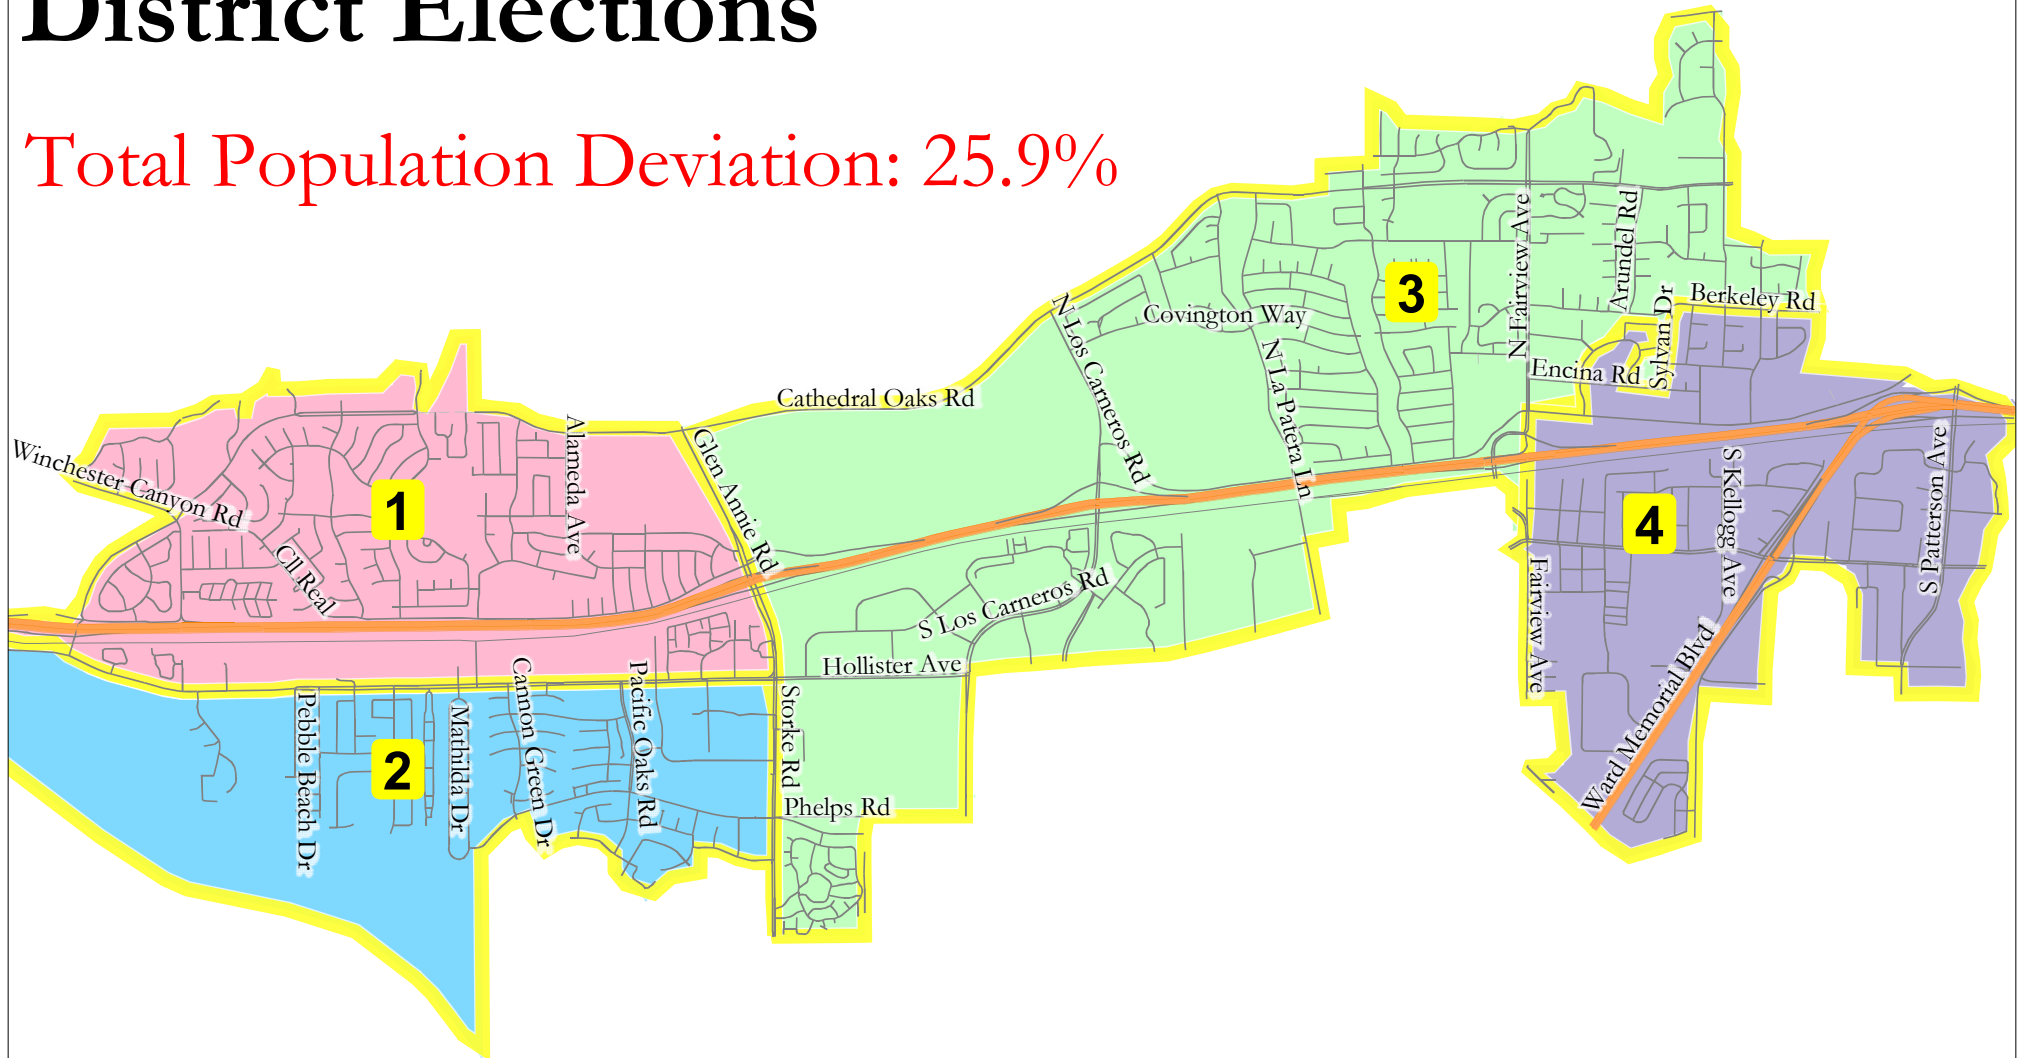 District Elections
Total Population Deviation: 25.9%
N Fairview Ave
Arundel Rd
Sylvan Dr
Berkeley Rd
3
Covington Way
N Los Carneros Rd
N La Patera Ln
Encina Rd
Cathedral Oaks Rd
Winchester Canyon Rd
1
Alameda Ave
Glen Annie Rd
Cll Real
4
S Kellogg Ave
S Patterson Ave
Fairview Ave
S Los Carneros Rd
Hollister Ave
Ward Memorial Blvd
Pebble Beach Dr
2
Mathilda Dr
Cannon Green Dr
Pacific Oaks Rd
Storke Rd
Phelps Rd